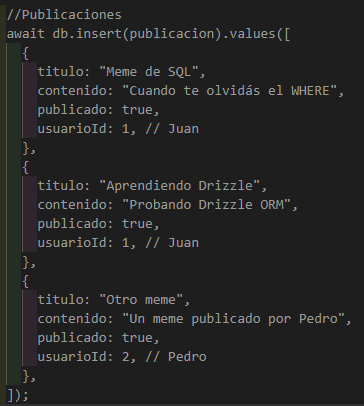 //Publicaciones
await db.insert(publicacion).values([
  {
    titulo: "Meme de SQL",
    contenido: "Cuando te olvidás el WHERE",
    publicado: true,
    usuarioId: 1, // Juan
  },
  {
    titulo: "Aprendiendo Drizzle",
    contenido: "Probando Drizzle ORM",
    publicado: true,
    usuarioId: 1, // Juan
  },
  {
    titulo: "Otro meme",
    contenido: "Un meme publicado por Pedro",
    publicado: true,
    usuarioId: 2, // Pedro
  },
]);